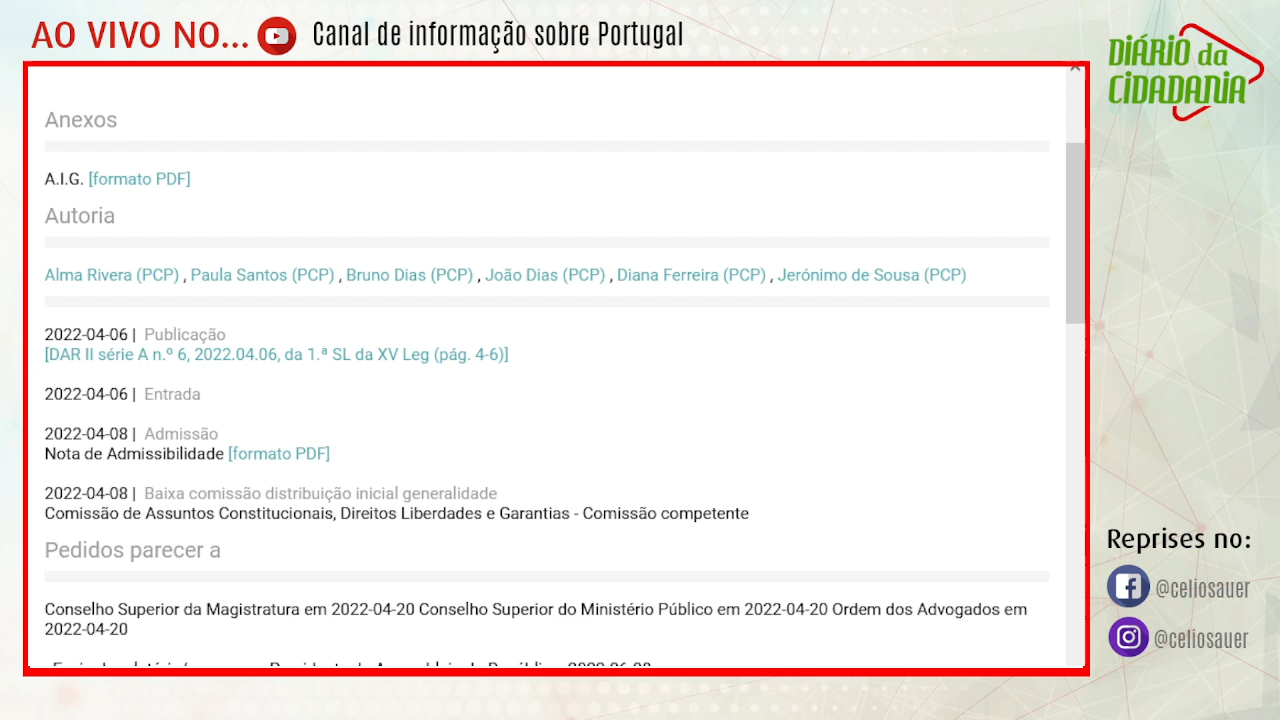 AO VIVO NO... Canal de informação sobre Portugal
DIÁRIO da
CIDADANIA
Anexos
A.I.G. [formato PDF]
Autoria
Alma Rivera (PCP) , Paula Santos (PCP) , Bruno Dias (PCP) , João Dias (PCP) , Diana Ferreira (PCP) , Jerónimo de Sousa (PCP)
2022-04-06 | Publicação
[DAR II série A n.º 6, 2022.04.06, da 1.ª SL da XV Leg (pág. 4-6)]
2022-04-06 | Entrada
2022-04-08 | Admissão
Nota de Admissibilidade [formato PDF]
2022-04-08 | Baixa comissão distribuição inicial generalidade
Comissão de Assuntos Constitucionais, Direitos Liberdades e Garantias - Comissão competente
Pedidos parecer a
Conselho Superior da Magistratura em 2022-04-20 Conselho Superior do Ministério Público em 2022-04-20 Ordem dos Advogados em
2022-04-20
Reprises no:
@celiosauer
@celiosauer